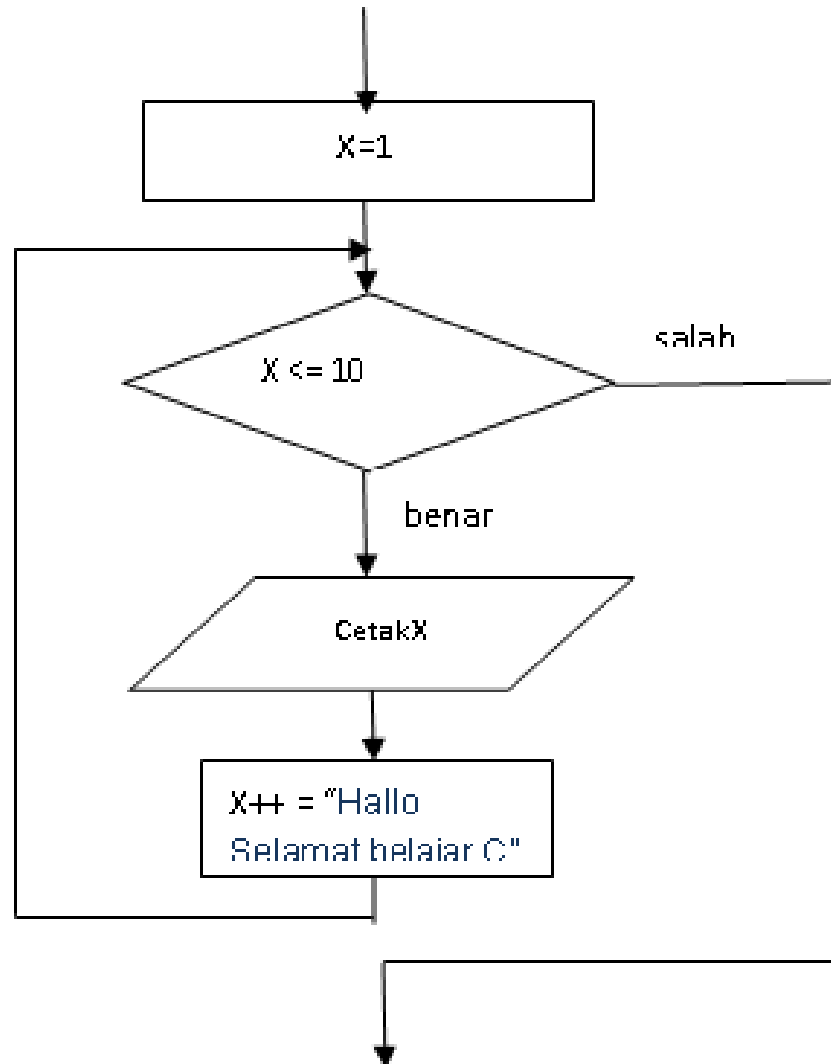 X=1
X <= 10
salah
benar
CetakX
X++ = “Hallo
Selamat belajar C"